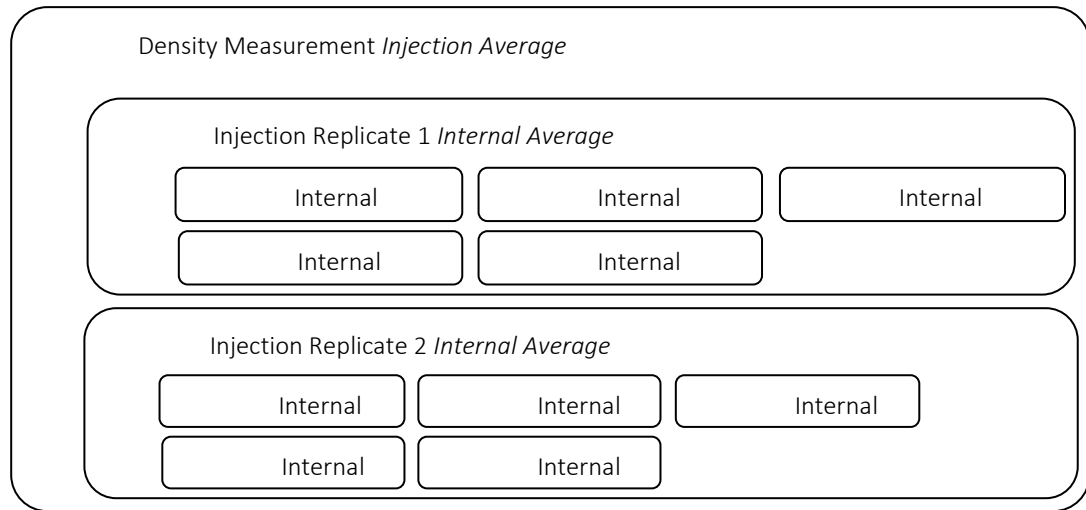 Density Measurement Injection Average
Injection Replicate 1 Internal Average
Internal Internal Internal
Internal Internal
Injection Replicate 2 Internal Average
Internal Internal Internal
Internal Internal